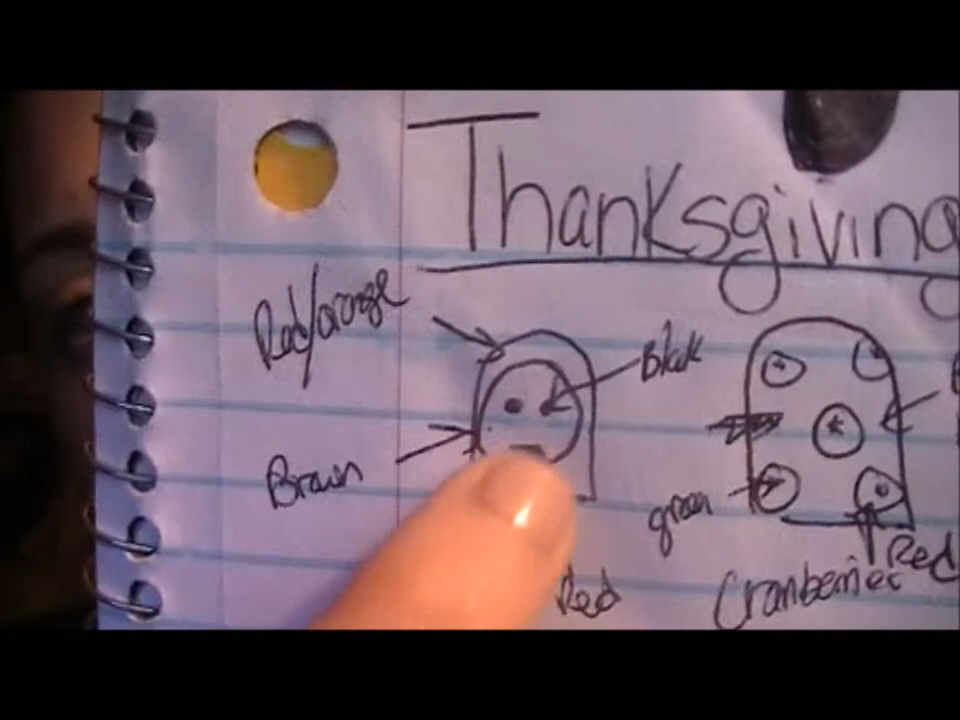 Thanksgiving
Red/orange
Black
Brown
green
Red
Cranberries
Red